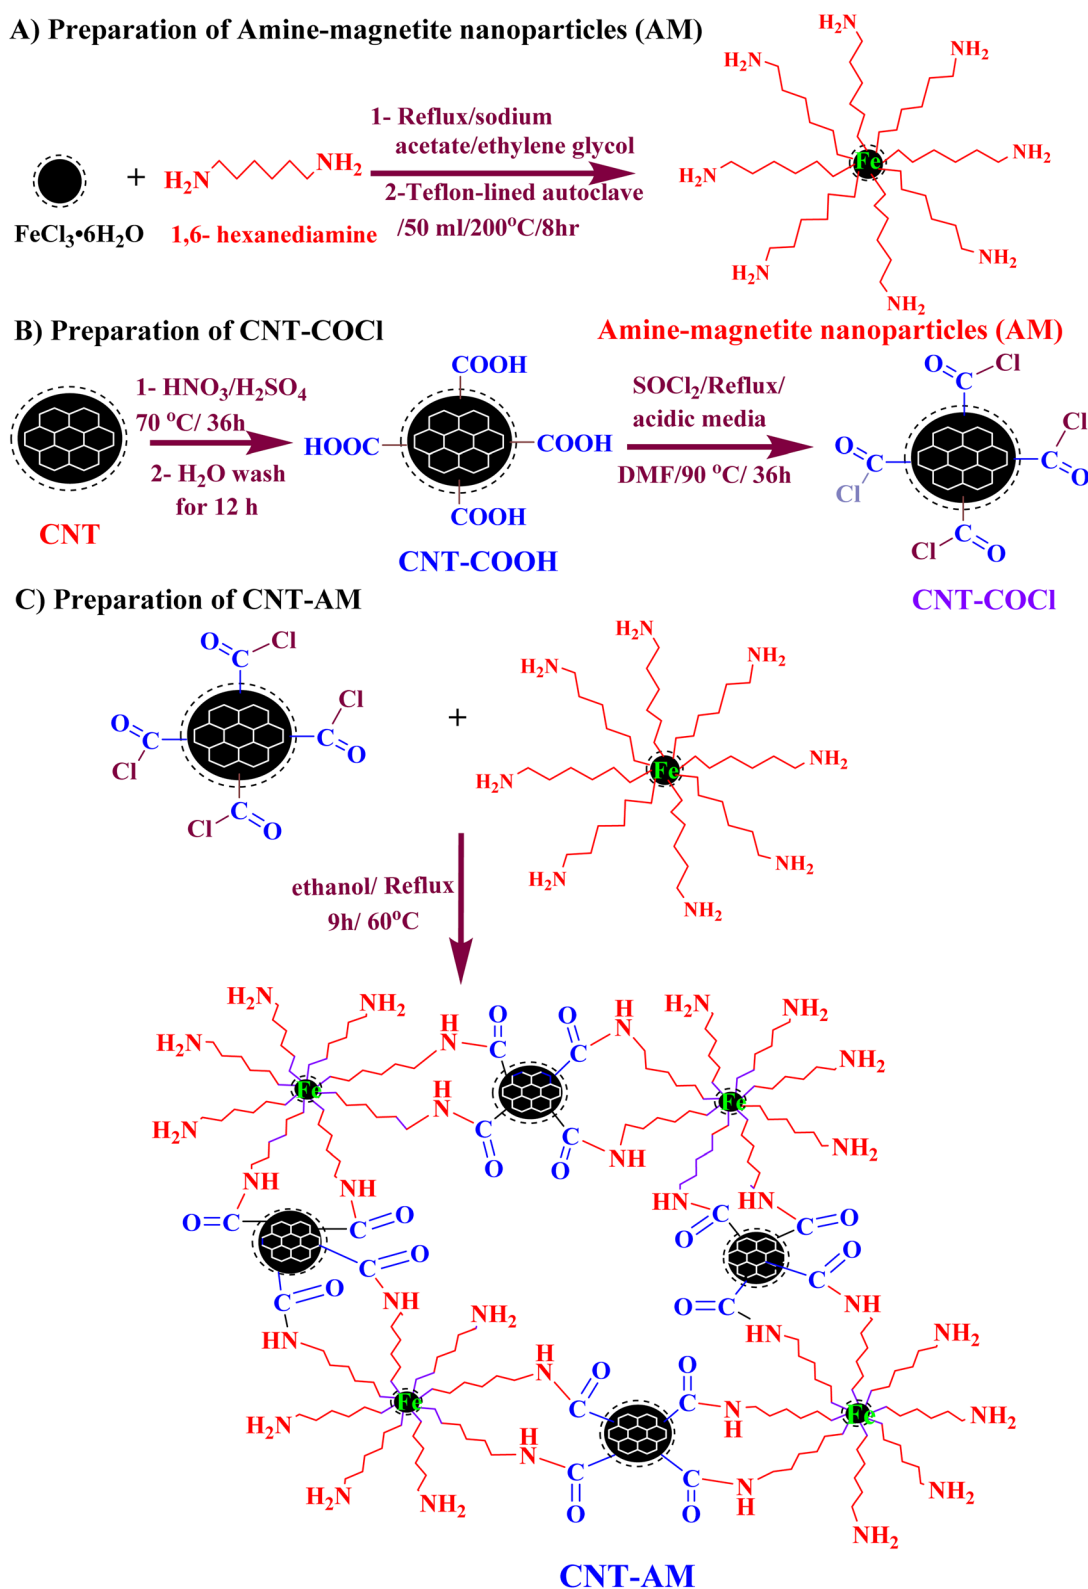 A) Preparation of Amine-magnetite nanoparticles (AM)
H₂N
H₂N
NH₂
1- Reflux/sodium
acetate/ethylene glycol
+
H₂N
NH₂
H₂N
Fe
NH₂
2-Teflon-lined autoclave
/50 ml/200°C/8hr
FeCl₃•6H₂O
1,6- hexanediamine
H₂N
NH₂
NH₂
B) Preparation of CNT-COCl
Amine-magnetite nanoparticles (AM)
1- HNO₃/H₂SO₄
70 °C/ 36h
2- H₂O wash
for 12 h
CNT
COOH
HOOC
COOH
COOH
CNT-COOH
SOCl₂/Reflux/
acidic media
DMF/90 °C/ 36h
O
C
Cl
O
C
Cl
Cl
C
O
Cl
C
O
CNT-COCl
C) Preparation of CNT-AM
O
C
Cl
O
C
Cl
Cl
C
O
Cl
C
O
+
H₂N
H₂N
NH₂
H₂N
Fe
NH₂
H₂N
NH₂
NH₂
ethanol/ Reflux
9h/ 60°C
H₂N
NH₂
H
N
O
C
O
C
H
N
H₂N
NH₂
H₂N
NH₂
Fe
H
N
Fe
H₂N
C
O
C
O
NH
NH₂
NH
NH
HN
HN
O=C
C
O
C
O
C
O
C
O
C
O
C
O
O=C
NH
NH
HN
HN
NH₂
NH₂
H
N
O
C
O
C
H₂N
Fe
N
H
Fe
NH₂
H
N
C
O
C
O
N
H
H₂N
NH₂
NH₂
NH₂
CNT-AM